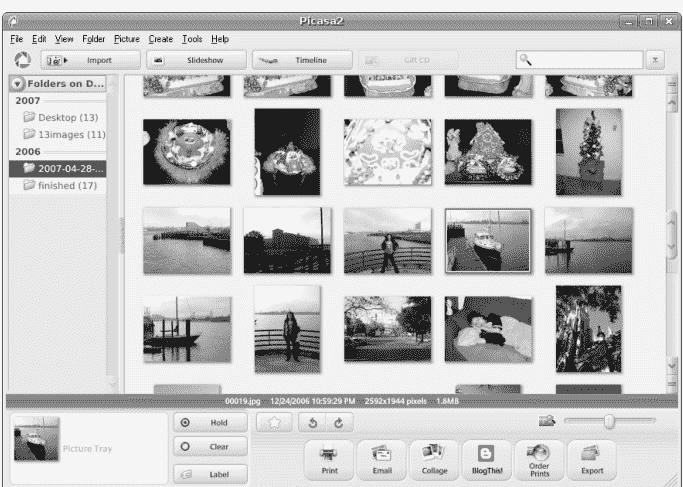 Picasa2
File Edit View Folder Picture Create Tools Help
Import Slideshow Timeline Gift CD
Folders on D...
2007
Desktop (13)
13images (11)
2006
2007-04-28-...
finished (17)
00019.jpg 12/24/2006 10:59:29 PM 2592x1944 pixels 1.8MB
Hold
Clear
Picture Tray
Label
Print Email Collage BlogThis! Order Prints Export